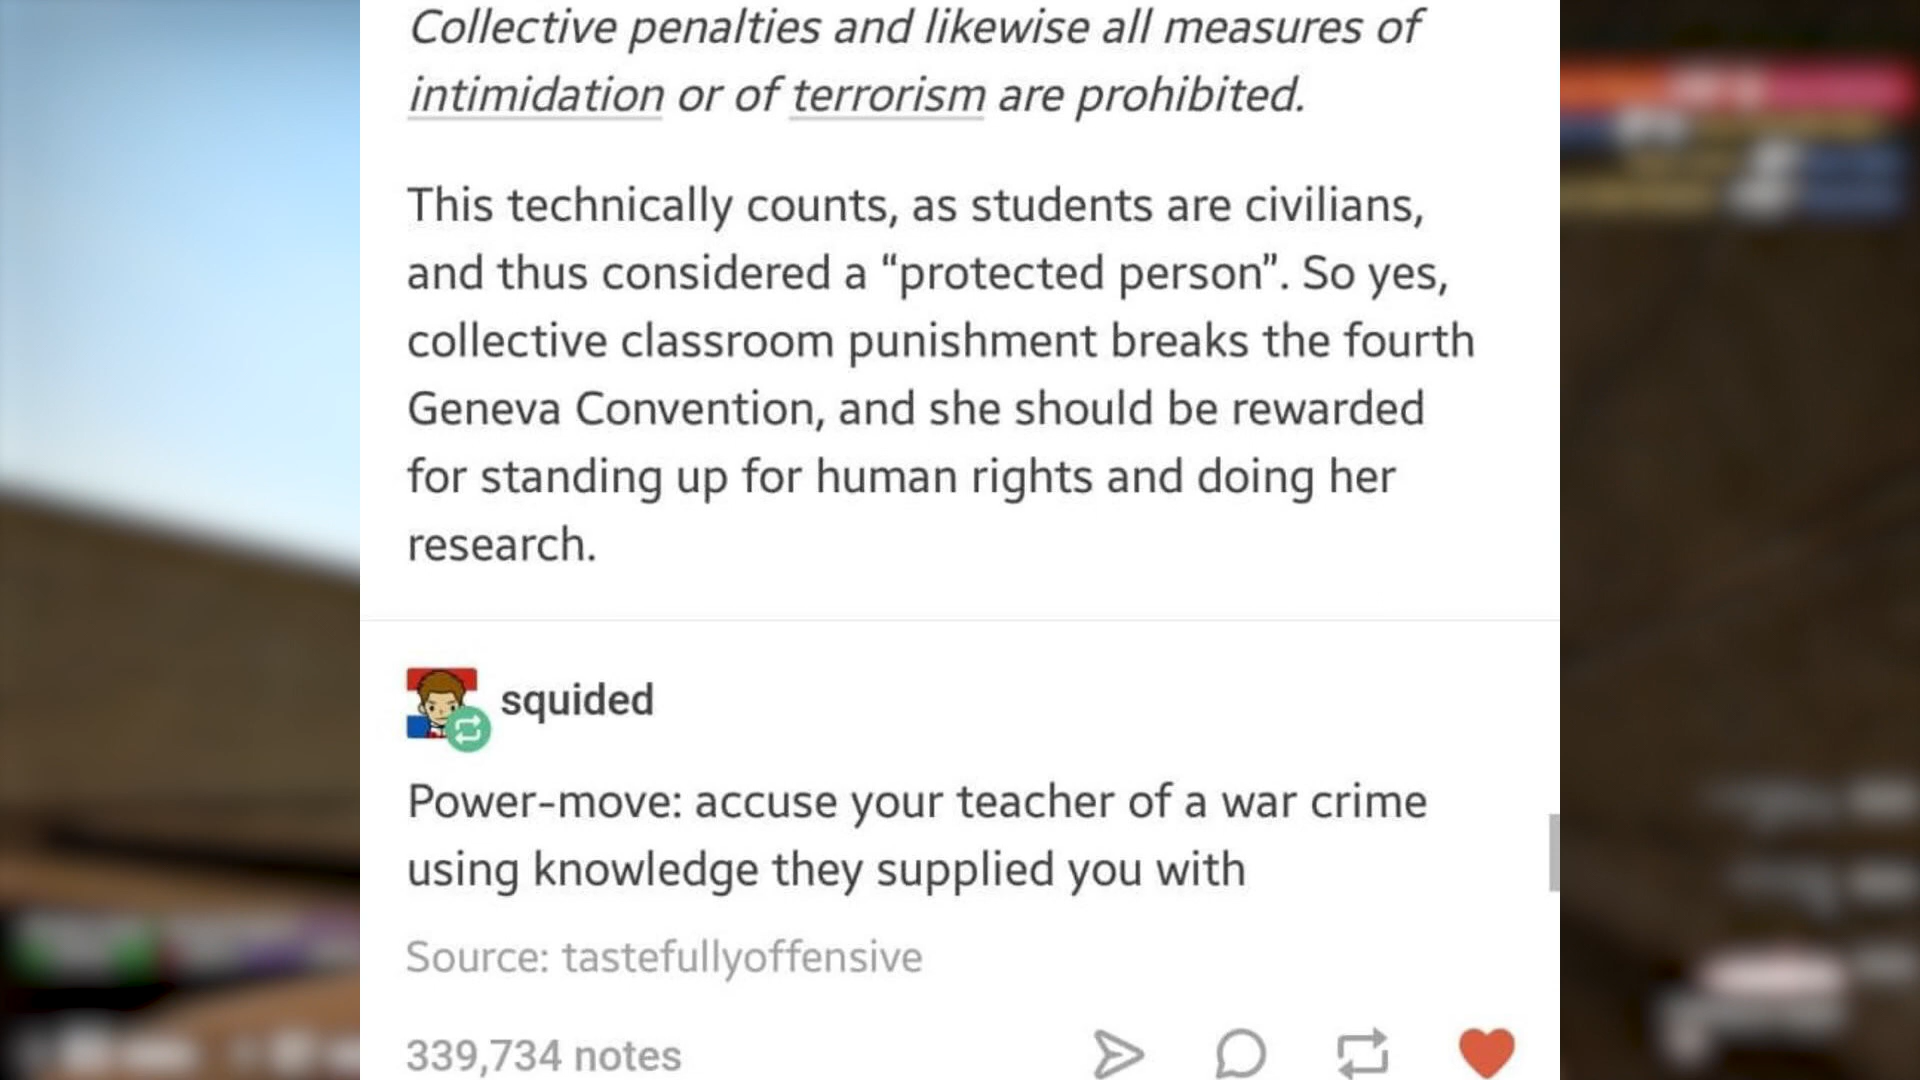 Collective penalties and likewise all measures of
intimidation or of terrorism are prohibited.
This technically counts, as students are civilians,
and thus considered a “protected person”. So yes,
collective classroom punishment breaks the fourth
Geneva Convention, and she should be rewarded
for standing up for human rights and doing her
research.
squided
Power-move: accuse your teacher of a war crime
using knowledge they supplied you with
Source: tastefullyoffensive
339,734 notes